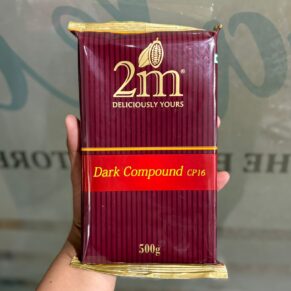 2m®
DELICIOUSLY YOURS
Dark Compound CP16
500g